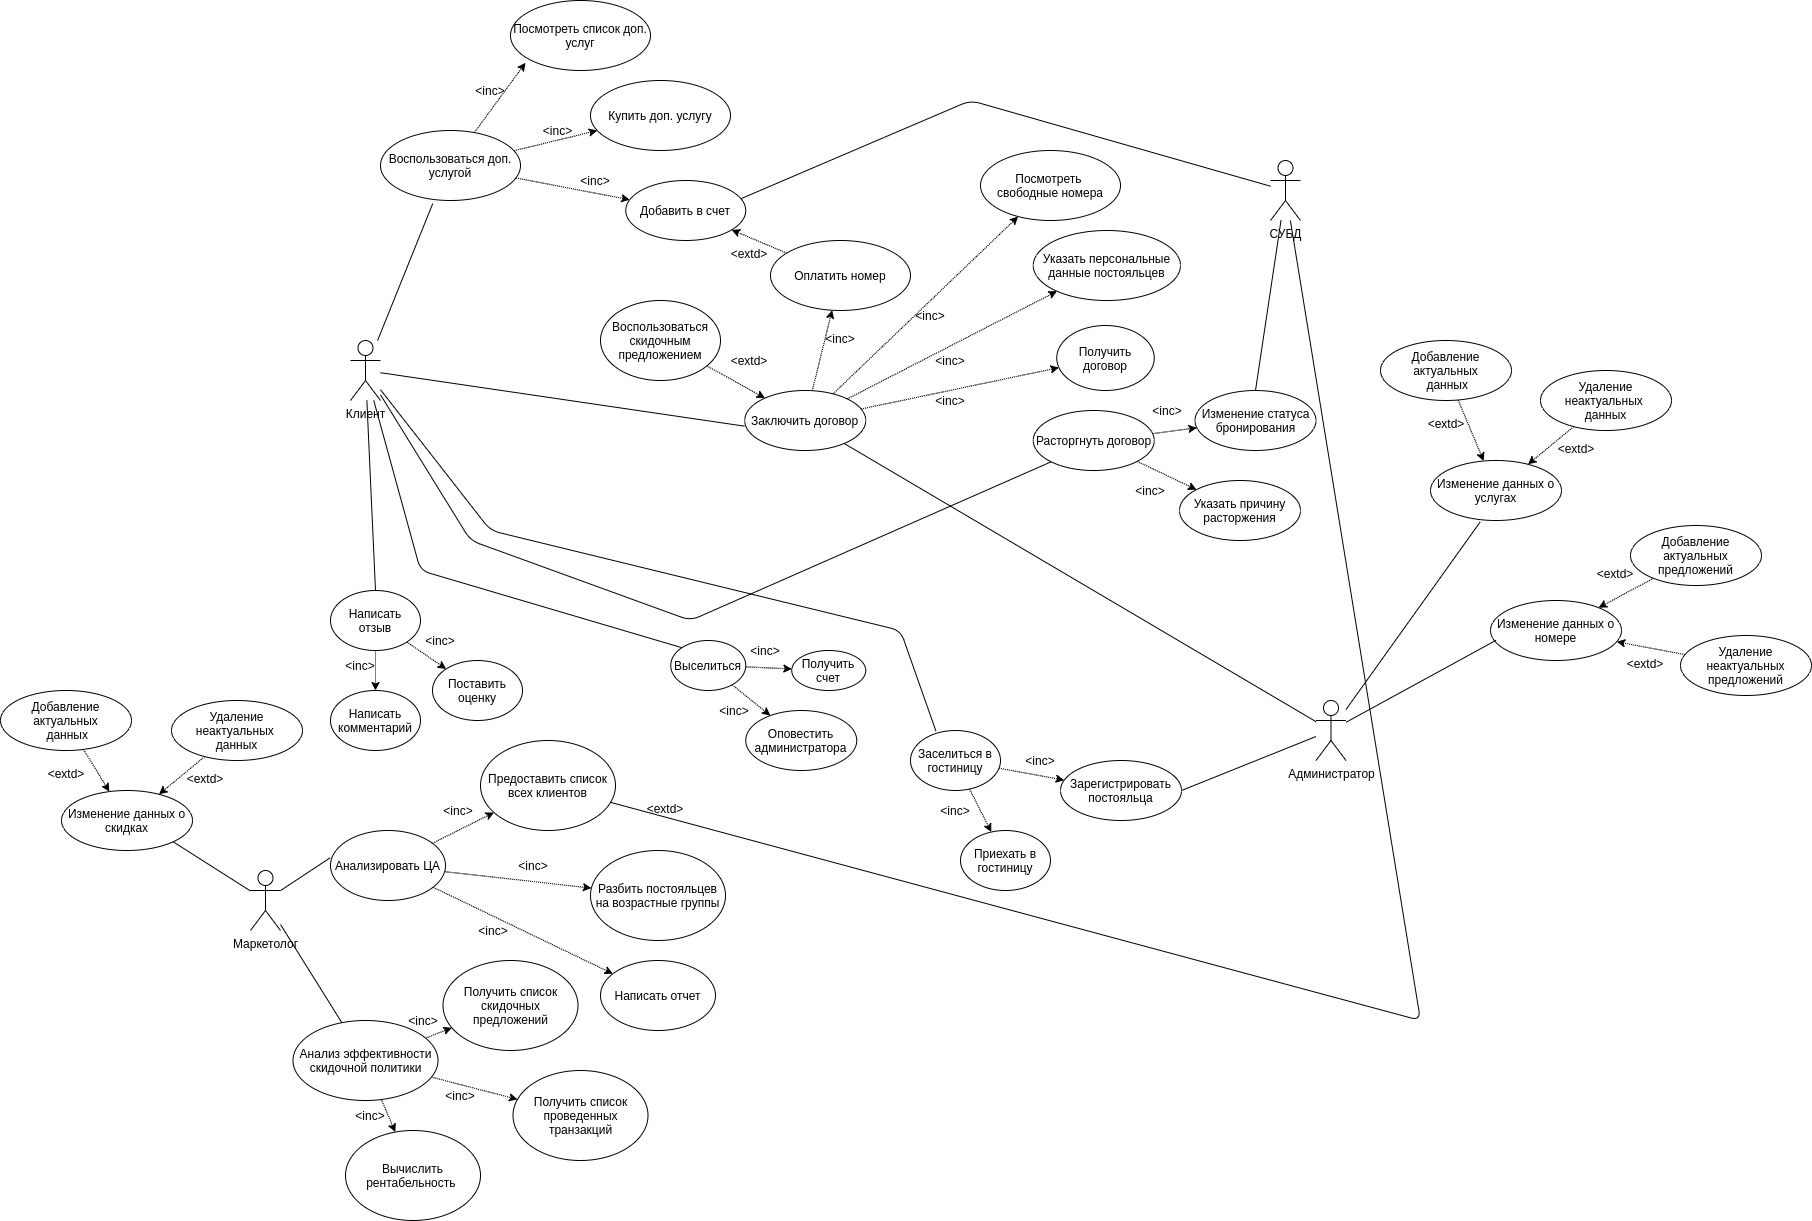 Посмотреть список доп.
услуг
<inc>
Купить доп. услугу
<inc>
Воспользоваться доп.
услугой
<inc>
Добавить в счет
<extd>
Оплатить номер
Посмотреть
свободные номера
СУБД
Указать персональные
данные постояльцев
<inc>
<inc>
Воспользоваться
скидочным
предложением
<extd>
<inc>
Получить
договор
<inc>
Клиент
Заключить договор
Расторгнуть договор
<inc>
Изменение статуса
бронирования
<inc>
Указать причину
расторжения
Добавление
актуальных
данных
Удаление
неактуальных
данных
<extd>
<extd>
Изменение данных о
услугах
Добавление
актуальных
предложений
<extd>
Изменение данных о
номере
<extd>
Удаление
неактуальных
предложений
Написать
отзыв
<inc>
<inc>
Поставить
оценку
Написать
комментарий
Выселиться
<inc>
Получить
счет
<inc>
Оповестить
администратора
Заселиться в
гостиницу
<inc>
Зарегистрировать
постояльца
<inc>
Приехать в
гостиницу
Администратор
Добавление
актуальных
данных
Удаление
неактуальных
данных
<extd>
<extd>
Изменение данных о
скидках
Предоставить список
всех клиентов
<extd>
<inc>
Анализировать ЦА
<inc>
Разбить постояльцев
на возрастные группы
<inc>
Написать отчет
Маркетолог
Получить список
скидочных
предложений
<inc>
Анализ эффективности
скидочной политики
<inc>
Получить список
проведенных
транзакций
<inc>
Вычислить
рентабельность